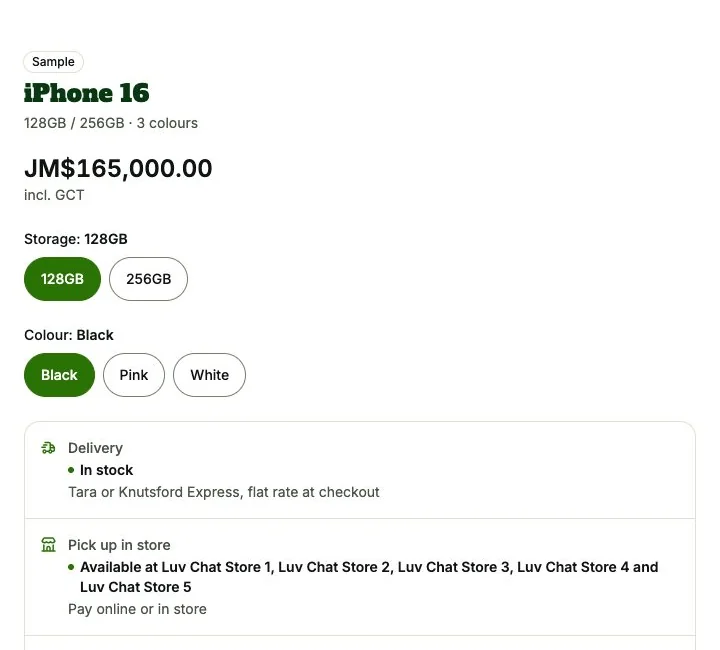 Sample
iPhone 16
128GB / 256GB · 3 colours
JM$165,000.00
incl. GCT
Storage: 128GB
128GB
256GB
Colour: Black
Black
Pink
White
Delivery
In stock
Tara or Knutsford Express, flat rate at checkout
Pick up in store
Available at Luv Chat Store 1, Luv Chat Store 2, Luv Chat Store 3, Luv Chat Store 4 and
Luv Chat Store 5
Pay online or in store